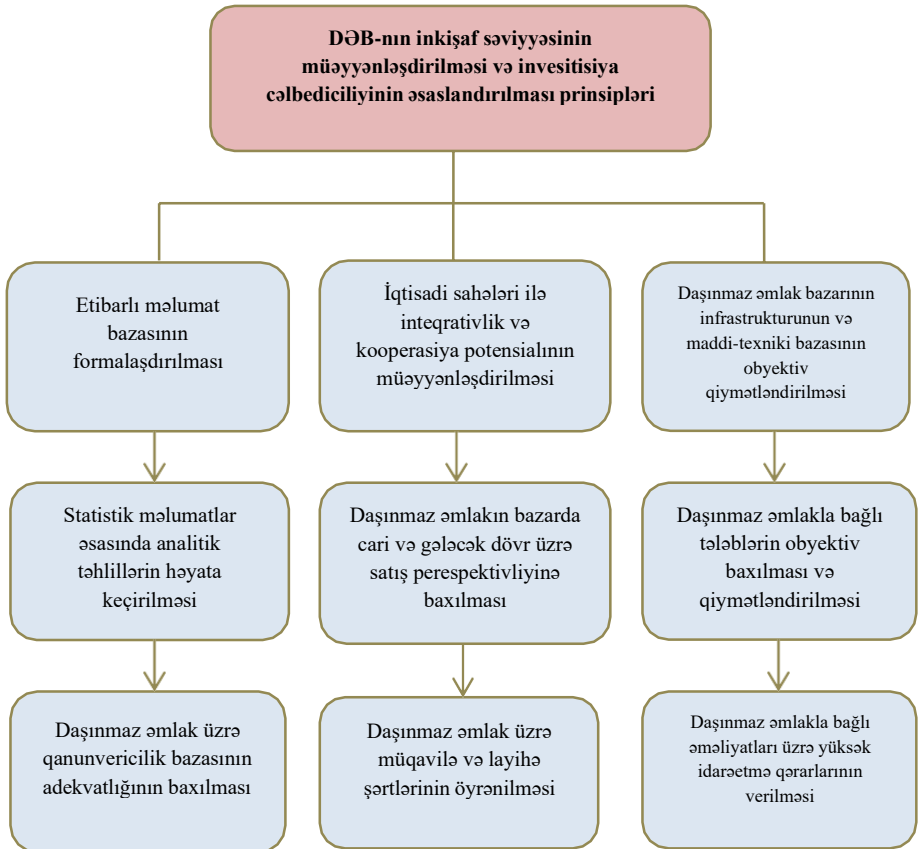 DƏB-nın inkişaf səviyyəsinin
müəyyənləşdirilməsi və invesitisiya
cəlbediciliyinin əsaslandırılması prinsipləri
Etibarlı məlumat
bazasının
formalaşdırılması
İqtisadi sahələri ilə
inteqrativlik və
kooperasiya potensialının
müəyyənləşdirilməsi
Daşınmaz əmlak bazarının
infrastrukturunun və
maddi-texniki bazasının
obyektiv
qiymətləndirilməsi
Statistik məlumatlar
əsasında analitik
təhlillərin həyata
keçirilməsi
Daşınmaz əmlakın bazarda
cari və gələcək dövr üzrə
satış perespektivliyinə
baxılması
Daşınmaz əmlakla bağlı
tələblərin obyektiv
baxılması və
qiymətləndirilməsi
Daşınmaz əmlak üzrə
qanunvericilik bazasının
adekvatlığının baxılması
Daşınmaz əmlak üzrə
müqavilə və layihə
şərtlərinin öyrənilməsi
Daşınmaz əmlakla bağlı
əməliyatları üzrə yüksək
idarəetmə qərarlarının
verilməsi